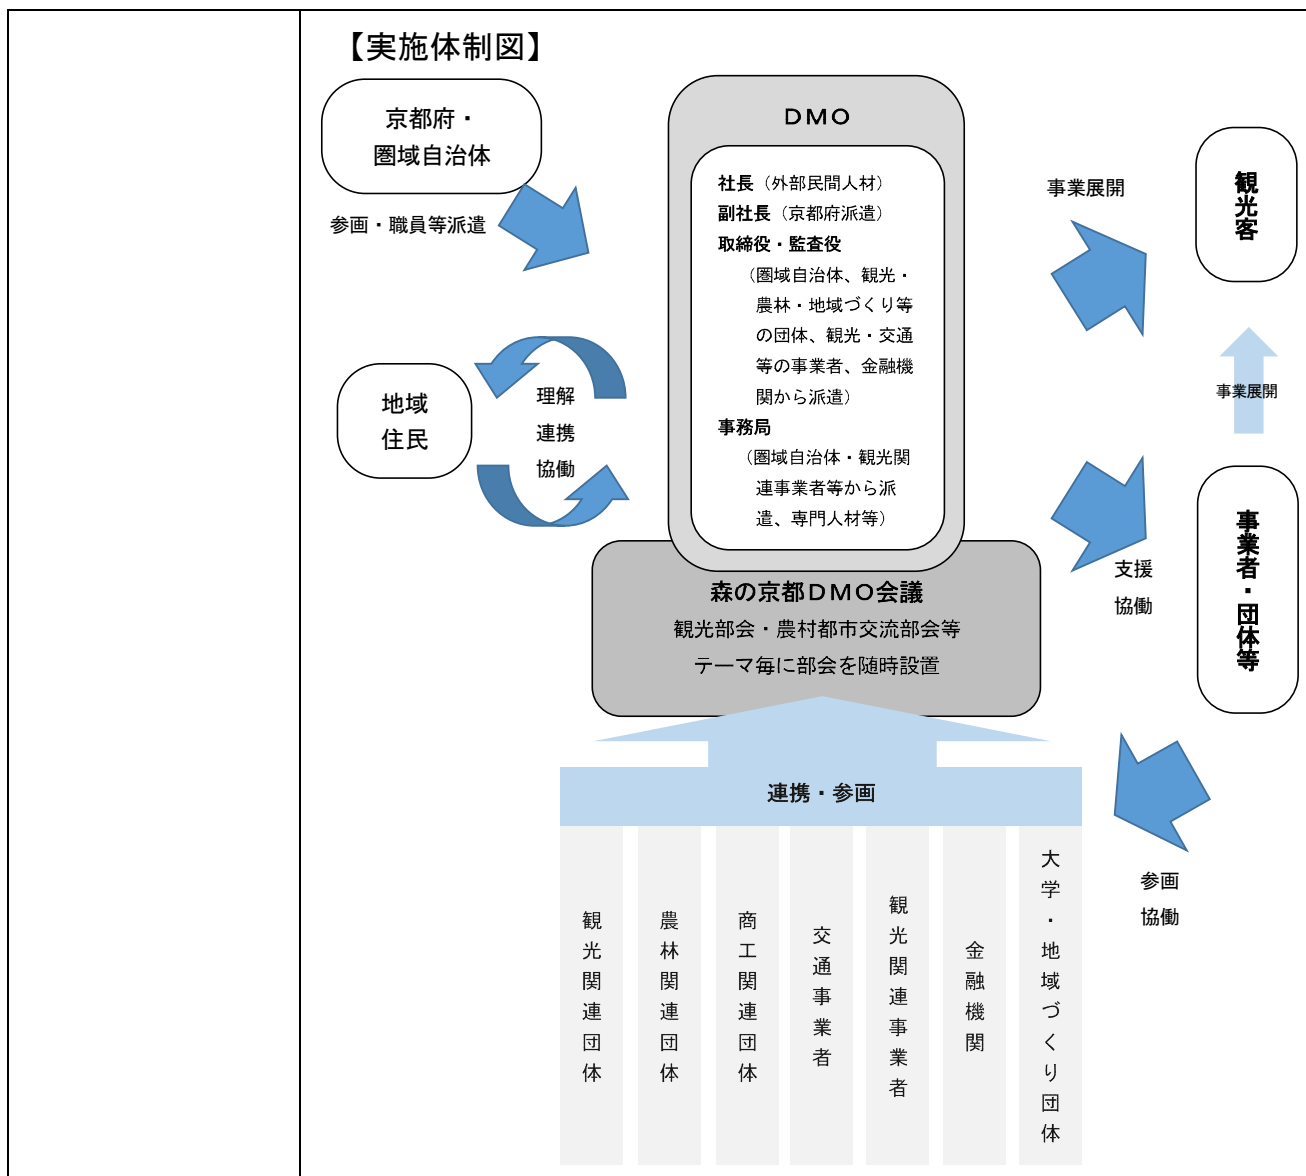 【実施体制図】
京都府・
圏域自治体
参画・職員等派遣
地域
住民
理解
連携
協働
DMO
社長（外部民間人材）
副社長（京都府派遣）
取締役・監査役
（圏域自治体、観光・
農林・地域づくり等
の団体、観光・交通
等の事業者、金融機
関から派遣）
事務局
（圏域自治体・観光関
連事業者等から派
遣、専門人材等）
森の京都DMO会議
観光部会・農村都市交流部会等
テーマ毎に部会を随時設置
事業展開
観光客
事業展開
支援
協働
事業者・団体等
参画
協働
連携・参画
観光関連団体
農林関連団体
商工関連団体
交通事業者
観光関連事業者
金融機関
大学・地域づくり団体